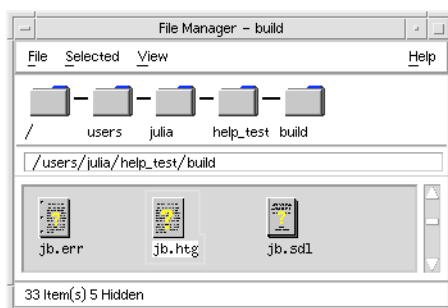 File Manager - build
File Selected View Help
/ users julia help_test build
/users/julia/help_test/build
jb.err jb.htg jb.sdl
33 Item(s) 5 Hidden